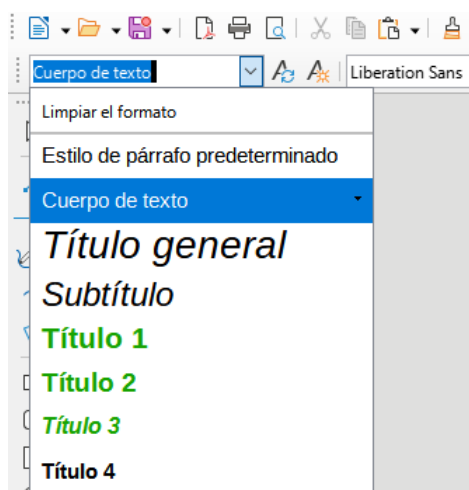 Cuerpo de texto
Liberation Sans
Limpiar el formato
Estilo de párrafo predeterminado
Cuerpo de texto
Título general
Subtítulo
Título 1
Título 2
Título 3
Título 4